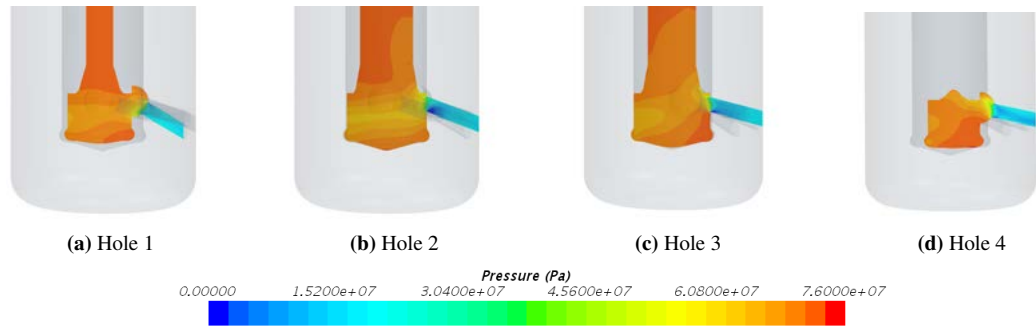 (a) Hole 1
(b) Hole 2
(c) Hole 3
(d) Hole 4
Pressure (Pa)
0.00000 1.5200e+07 3.0400e+07 4.5600e+07 6.0800e+07 7.6000e+07